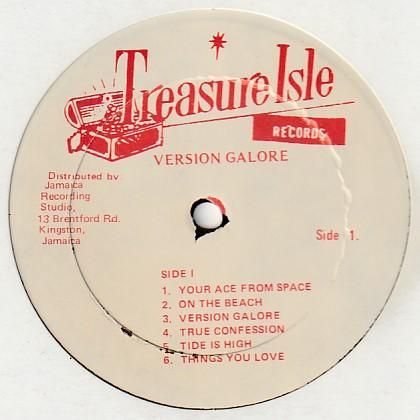 Treasure Isle
RECORDS
VERSION GALORE
Distributed by:
Jamaica
Recording
Studio,
13 Brentford Rd.
Kingston,
Jamaica
Side 1.
SIDE I
1. YOUR ACE FROM SPACE
2. ON THE BEACH
3. VERSION GALORE
4. TRUE CONFESSION
5. TIDE IS HIGH
6. THINGS YOU LOVE